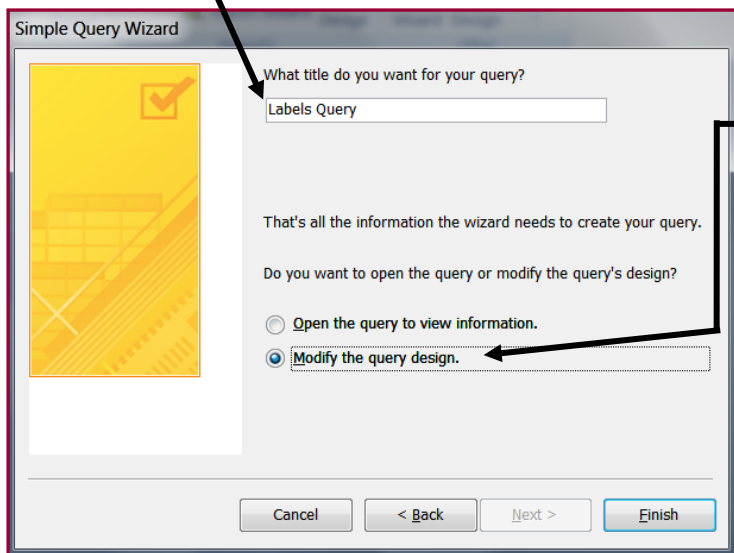 Simple Query Wizard
What title do you want for your query?
Labels Query
That's all the information the wizard needs to create your query.
Do you want to open the query or modify the query's design?
Open the query to view information.
Modify the query design.
Cancel
< Back
Next >
Finish